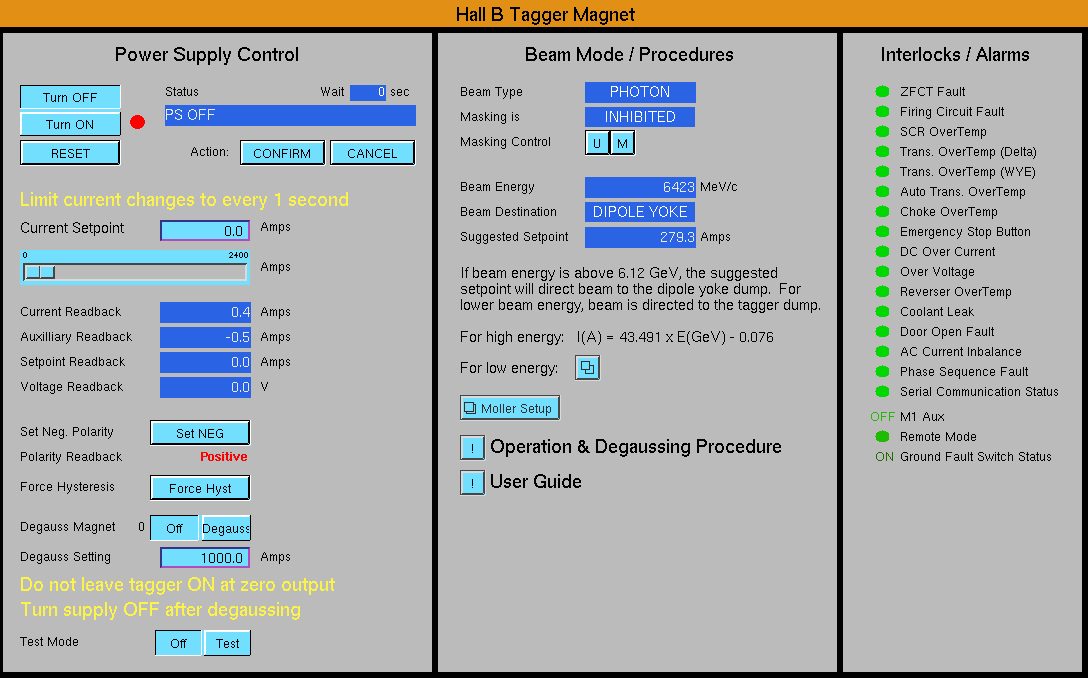 Hall B Tagger Magnet
Power Supply Control
Turn OFF
Turn ON
RESET
Status
Wait 0 sec
PS OFF
Action: CONFIRM CANCEL
Limit current changes to every 1 second
Current Setpoint 0.0 Amps
0 2400
Amps
Current Readback 0.4 Amps
Auxilliary Readback -0.5 Amps
Setpoint Readback 0.0 Amps
Voltage Readback 0.0 V
Set Neg. Polarity Set NEG
Polarity Readback Positive
Force Hysteresis Force Hyst
Degauss Magnet 0 Off Degauss
Degauss Setting 1000.0 Amps
Do not leave tagger ON at zero output
Turn supply OFF after degaussing
Test Mode Off Test
Beam Mode / Procedures
Beam Type PHOTON
Masking is INHIBITED
Masking Control U M
Beam Energy 6423 MeV/c
Beam Destination DIPOLE YOKE
Suggested Setpoint 279.3 Amps
If beam energy is above 6.12 GeV, the suggested
setpoint will direct beam to the dipole yoke dump. For
lower beam energy, beam is directed to the tagger dump.
For high energy: I(A) = 43.491 x E(GeV) - 0.076
For low energy:
Moller Setup
! Operation & Degaussing Procedure
! User Guide
Interlocks / Alarms
ZFCT Fault
Firing Circuit Fault
SCR OverTemp
Trans. OverTemp (Delta)
Trans. OverTemp (WYE)
Auto Trans. OverTemp
Choke OverTemp
Emergency Stop Button
DC Over Current
Over Voltage
Reverser OverTemp
Coolant Leak
Door Open Fault
AC Current Inbalance
Phase Sequence Fault
Serial Communication Status
OFF M1 Aux
Remote Mode
ON Ground Fault Switch Status